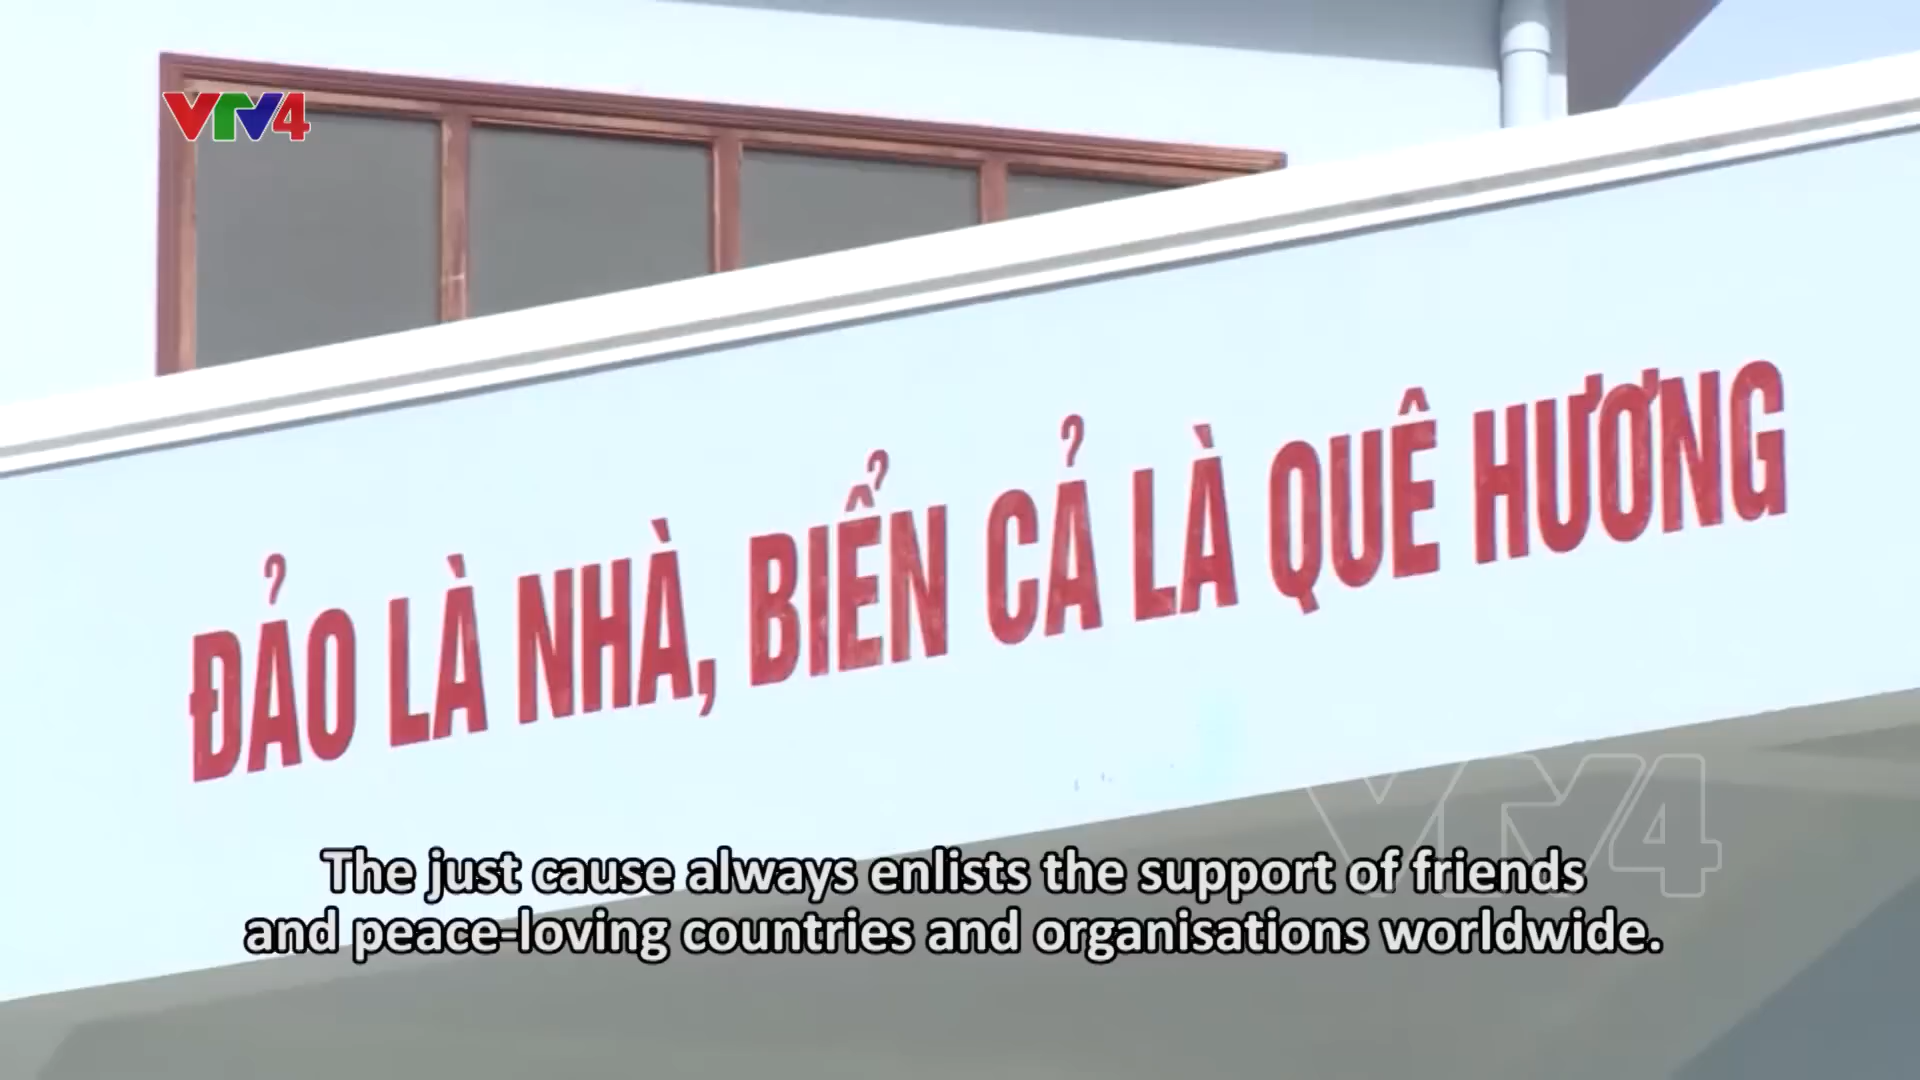 VTV4
ĐẢO LÀ NHÀ, BIỂN CẢ LÀ QUÊ HƯƠNG
VTV4
The just cause always enlists the support of friends
and peace-loving countries and organisations worldwide.